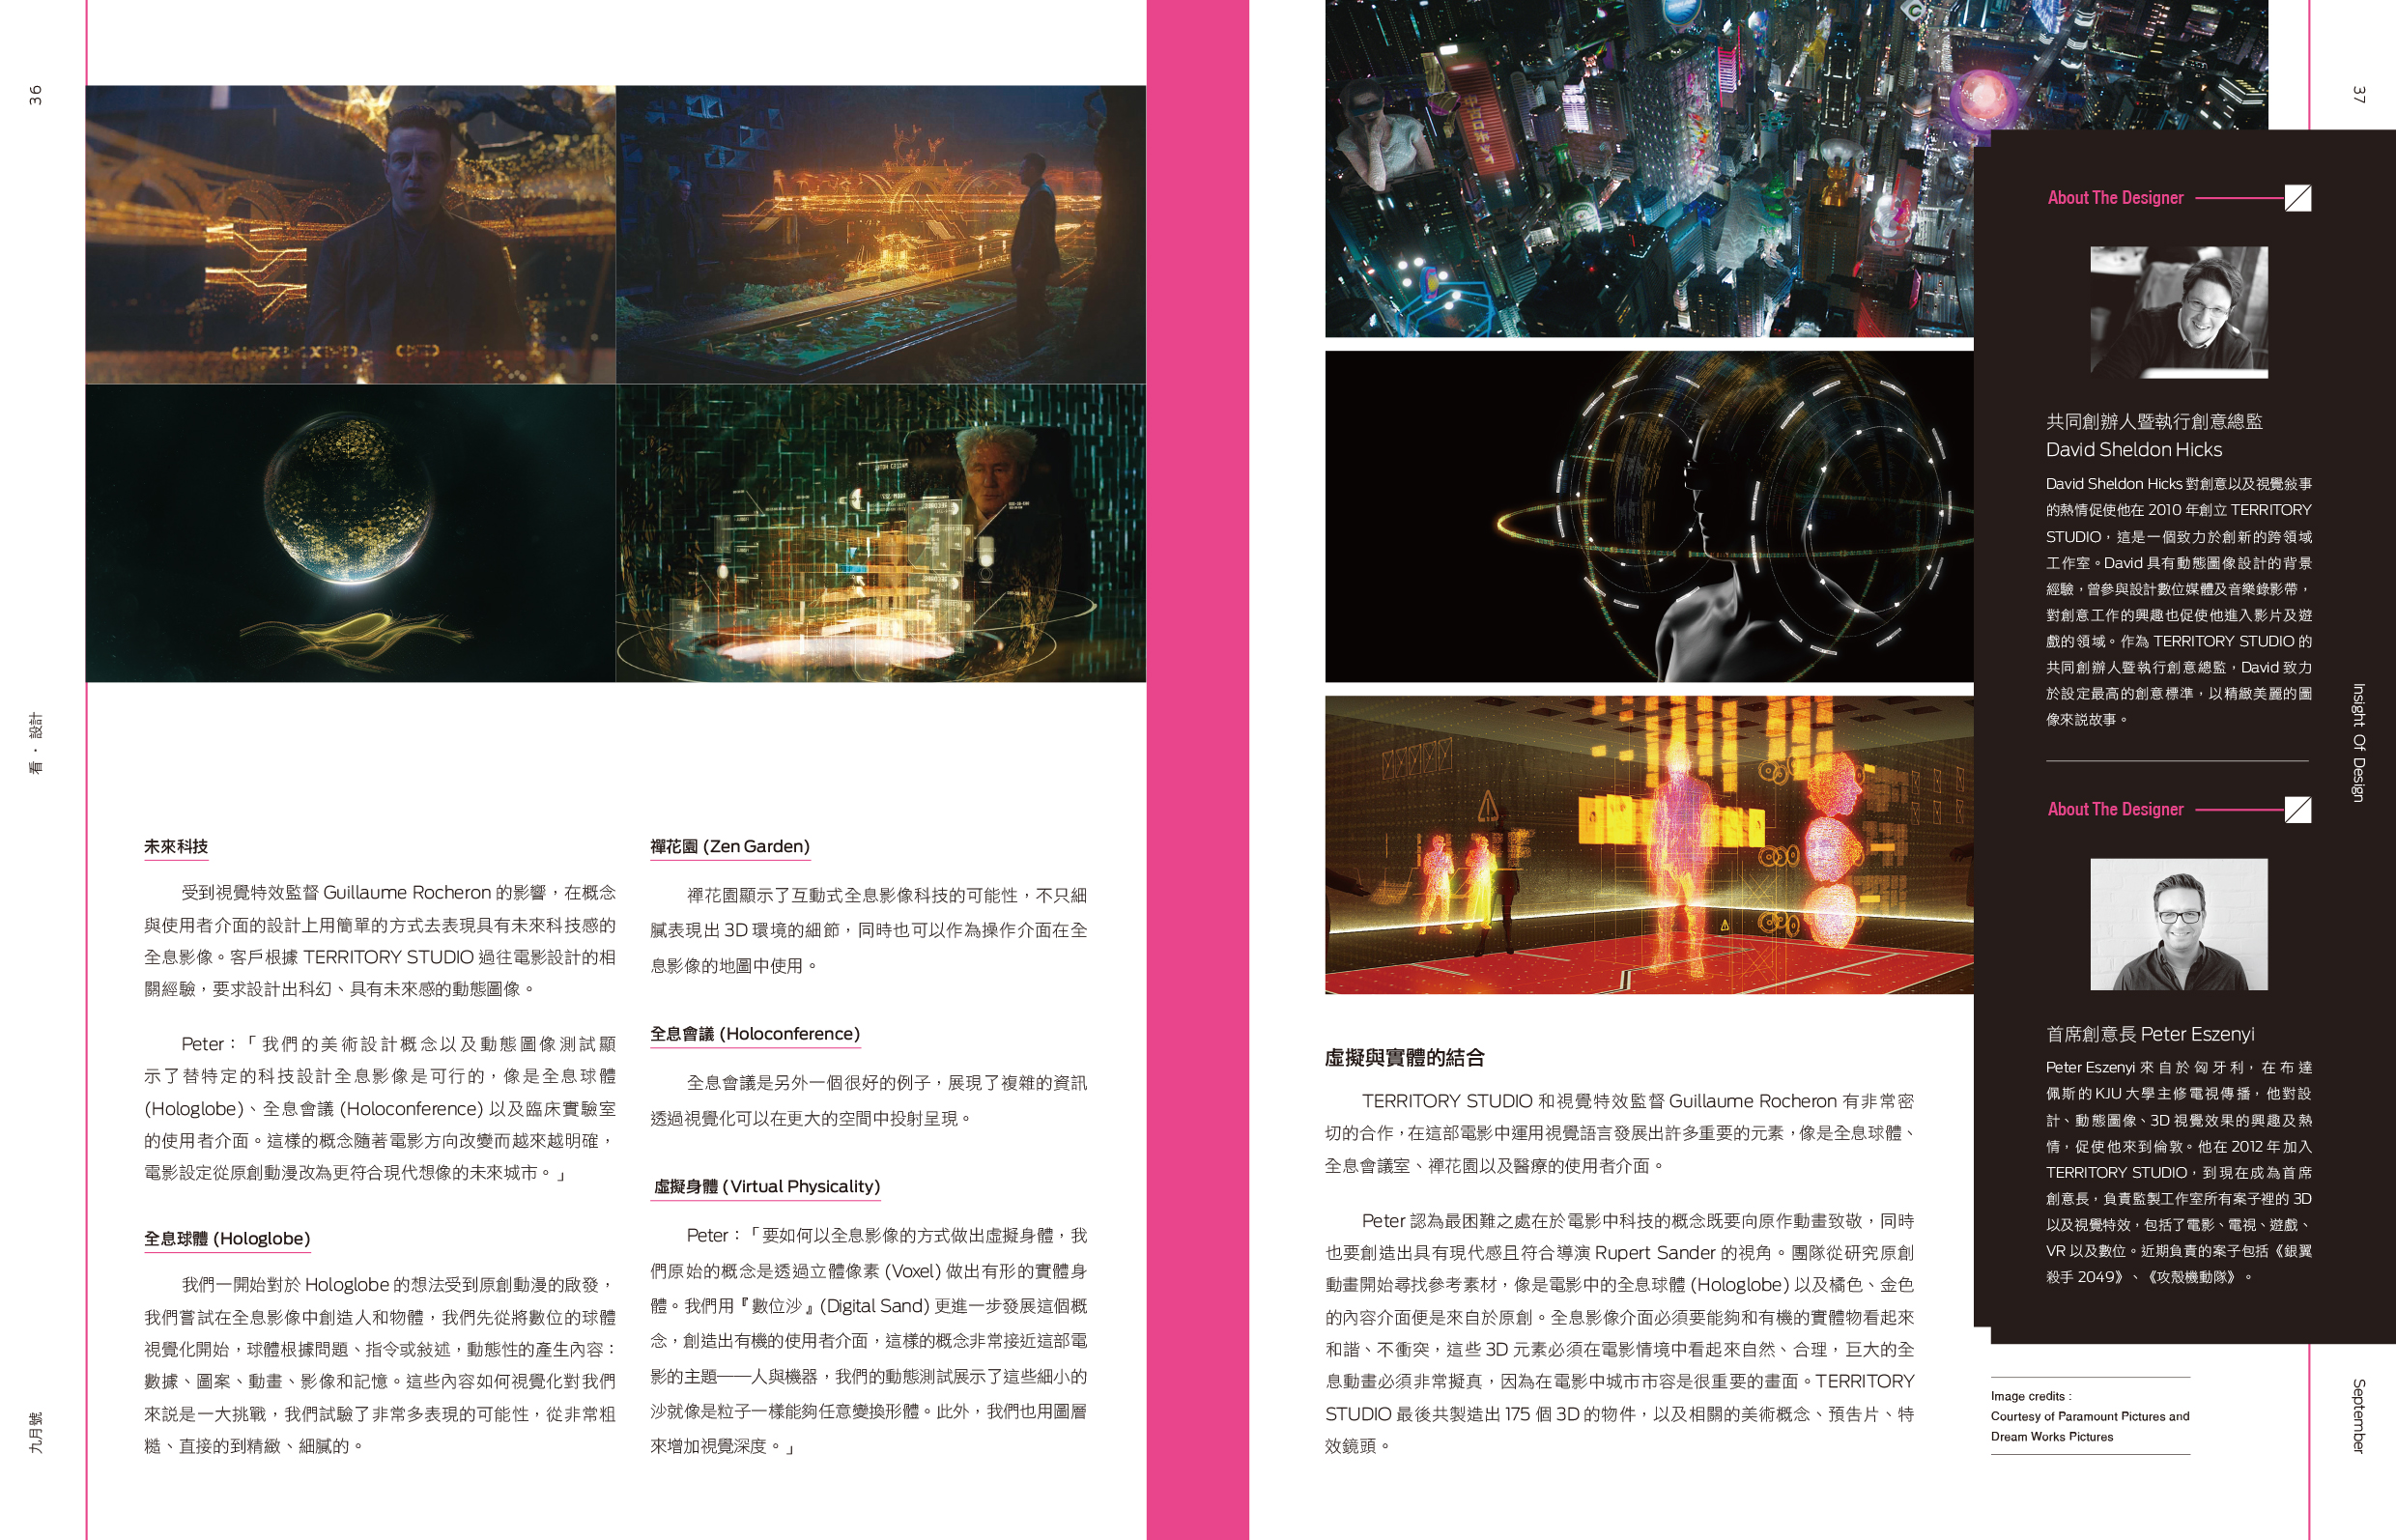 36
看・設計
九月號
未來科技
受到視覺特效監督 Guillaume Rocheron 的影響，在概念
與使用者介面的設計上用簡單的方式去表現具有未來科技感的
全息影像。客戶根據 TERRITORY STUDIO 過往電影設計的相
關經驗，要求設計出科幻、具有未來感的動態圖像。
Peter：「我們的美術設計概念以及動態圖像測試顯
示了替特定的科技設計全息影像是可行的，像是全息球體
(Hologlobe)、全息會議 (Holoconference) 以及臨床實驗室
的使用者介面。這樣的概念隨著電影方向改變而越來越明確，
電影設定從原創動漫改為更符合現代想像的未來城市。」
全息球體 (Hologlobe)
我們一開始對於 Hologlobe 的想法受到原創動漫的啟發，
我們嘗試在全息影像中創造人和物體，我們先從將數位的球體
視覺化開始，球體根據問題、指令或敍述，動態性的產生內容：
數據、圖案、動畫、影像和記憶。這些內容如何視覺化對我們
來說是一大挑戰，我們試驗了非常多表現的可能性，從非常粗
糙、直接的到精緻、細膩的。
禪花園 (Zen Garden)
禪花園顯示了互動式全息影像科技的可能性，不只細
膩表現出 3D 環境的細節，同時也可以作為操作介面在全
息影像的地圖中使用。
全息會議 (Holoconference)
全息會議是另外一個很好的例子，展現了複雜的資訊
透過視覺化可以在更大的空間中投射呈現。
虛擬身體 (Virtual Physicality)
Peter：「要如何以全息影像的方式做出虛擬身體，我
們原始的概念是透過立體像素 (Voxel) 做出有形的實體身
體。我們用『數位沙』(Digital Sand) 更進一步發展這個概
念，創造出有機的使用者介面，這樣的概念非常接近這部電
影的主題——人與機器，我們的動態測試展示了這些細小的
沙就像是粒子一樣能夠任意變換形體。此外，我們也用圖層
來增加視覺深度。」
虛擬與實體的結合
TERRITORY STUDIO 和視覺特效監督 Guillaume Rocheron 有非常密
切的合作，在這部電影中運用視覺語言發展出許多重要的元素，像是全息球體、
全息會議室、禪花園以及醫療的使用者介面。
Peter 認為最困難之處在於電影中科技的概念既要向原作動畫致敬，同時
也要創造出具有現代感且符合導演 Rupert Sander 的視角。團隊從研究原創
動畫開始尋找參考素材，像是電影中的全息球體 (Hologlobe) 以及橘色、金色
的內容介面便是來自於原創。全息影像介面必須要能夠和有機的實體物看起來
和諧、不衝突，這些 3D 元素必須在電影情境中看起來自然、合理，巨大的全
息動畫必須非常擬真，因為在電影中城市市容是很重要的畫面。TERRITORY
STUDIO 最後共製造出 175 個 3D 的物件，以及相關的美術概念、預告片、特
效鏡頭。
About The Designer
共同創辦人暨執行創意總監
David Sheldon Hicks
David Sheldon Hicks 對創意以及視覺敍事
的熱情促使他在 2010 年創立 TERRITORY
STUDIO，這是一個致力於創新的跨領域
工作室。David 具有動態圖像設計的背景
經驗，曾參與設計數位媒體及音樂錄影帶，
對創意工作的興趣也促使他進入影片及遊
戲的領域。作為 TERRITORY STUDIO 的
共同創辦人暨執行創意總監，David 致力
於設定最高的創意標準，以精緻美麗的圖
像來說故事。
About The Designer
首席創意長 Peter Eszenyi
Peter Eszenyi 來自於匈牙利，在布達
佩斯的 KJU 大學主修電視傳播，他對設
計、動態圖像、3D 視覺效果的興趣及熱
情，促使他來到倫敦。他在 2012 年加入
TERRITORY STUDIO，到現在成為首席
創意長，負責監製工作室所有案子裡的 3D
以及視覺特效，包括了電影、電視、遊戲、
VR 以及數位。近期負責的案子包括《銀翼
殺手 2049》、《攻殼機動隊》。
Image credits :
Courtesy of Paramount Pictures and
Dream Works Pictures
37
Insight Of Design
September